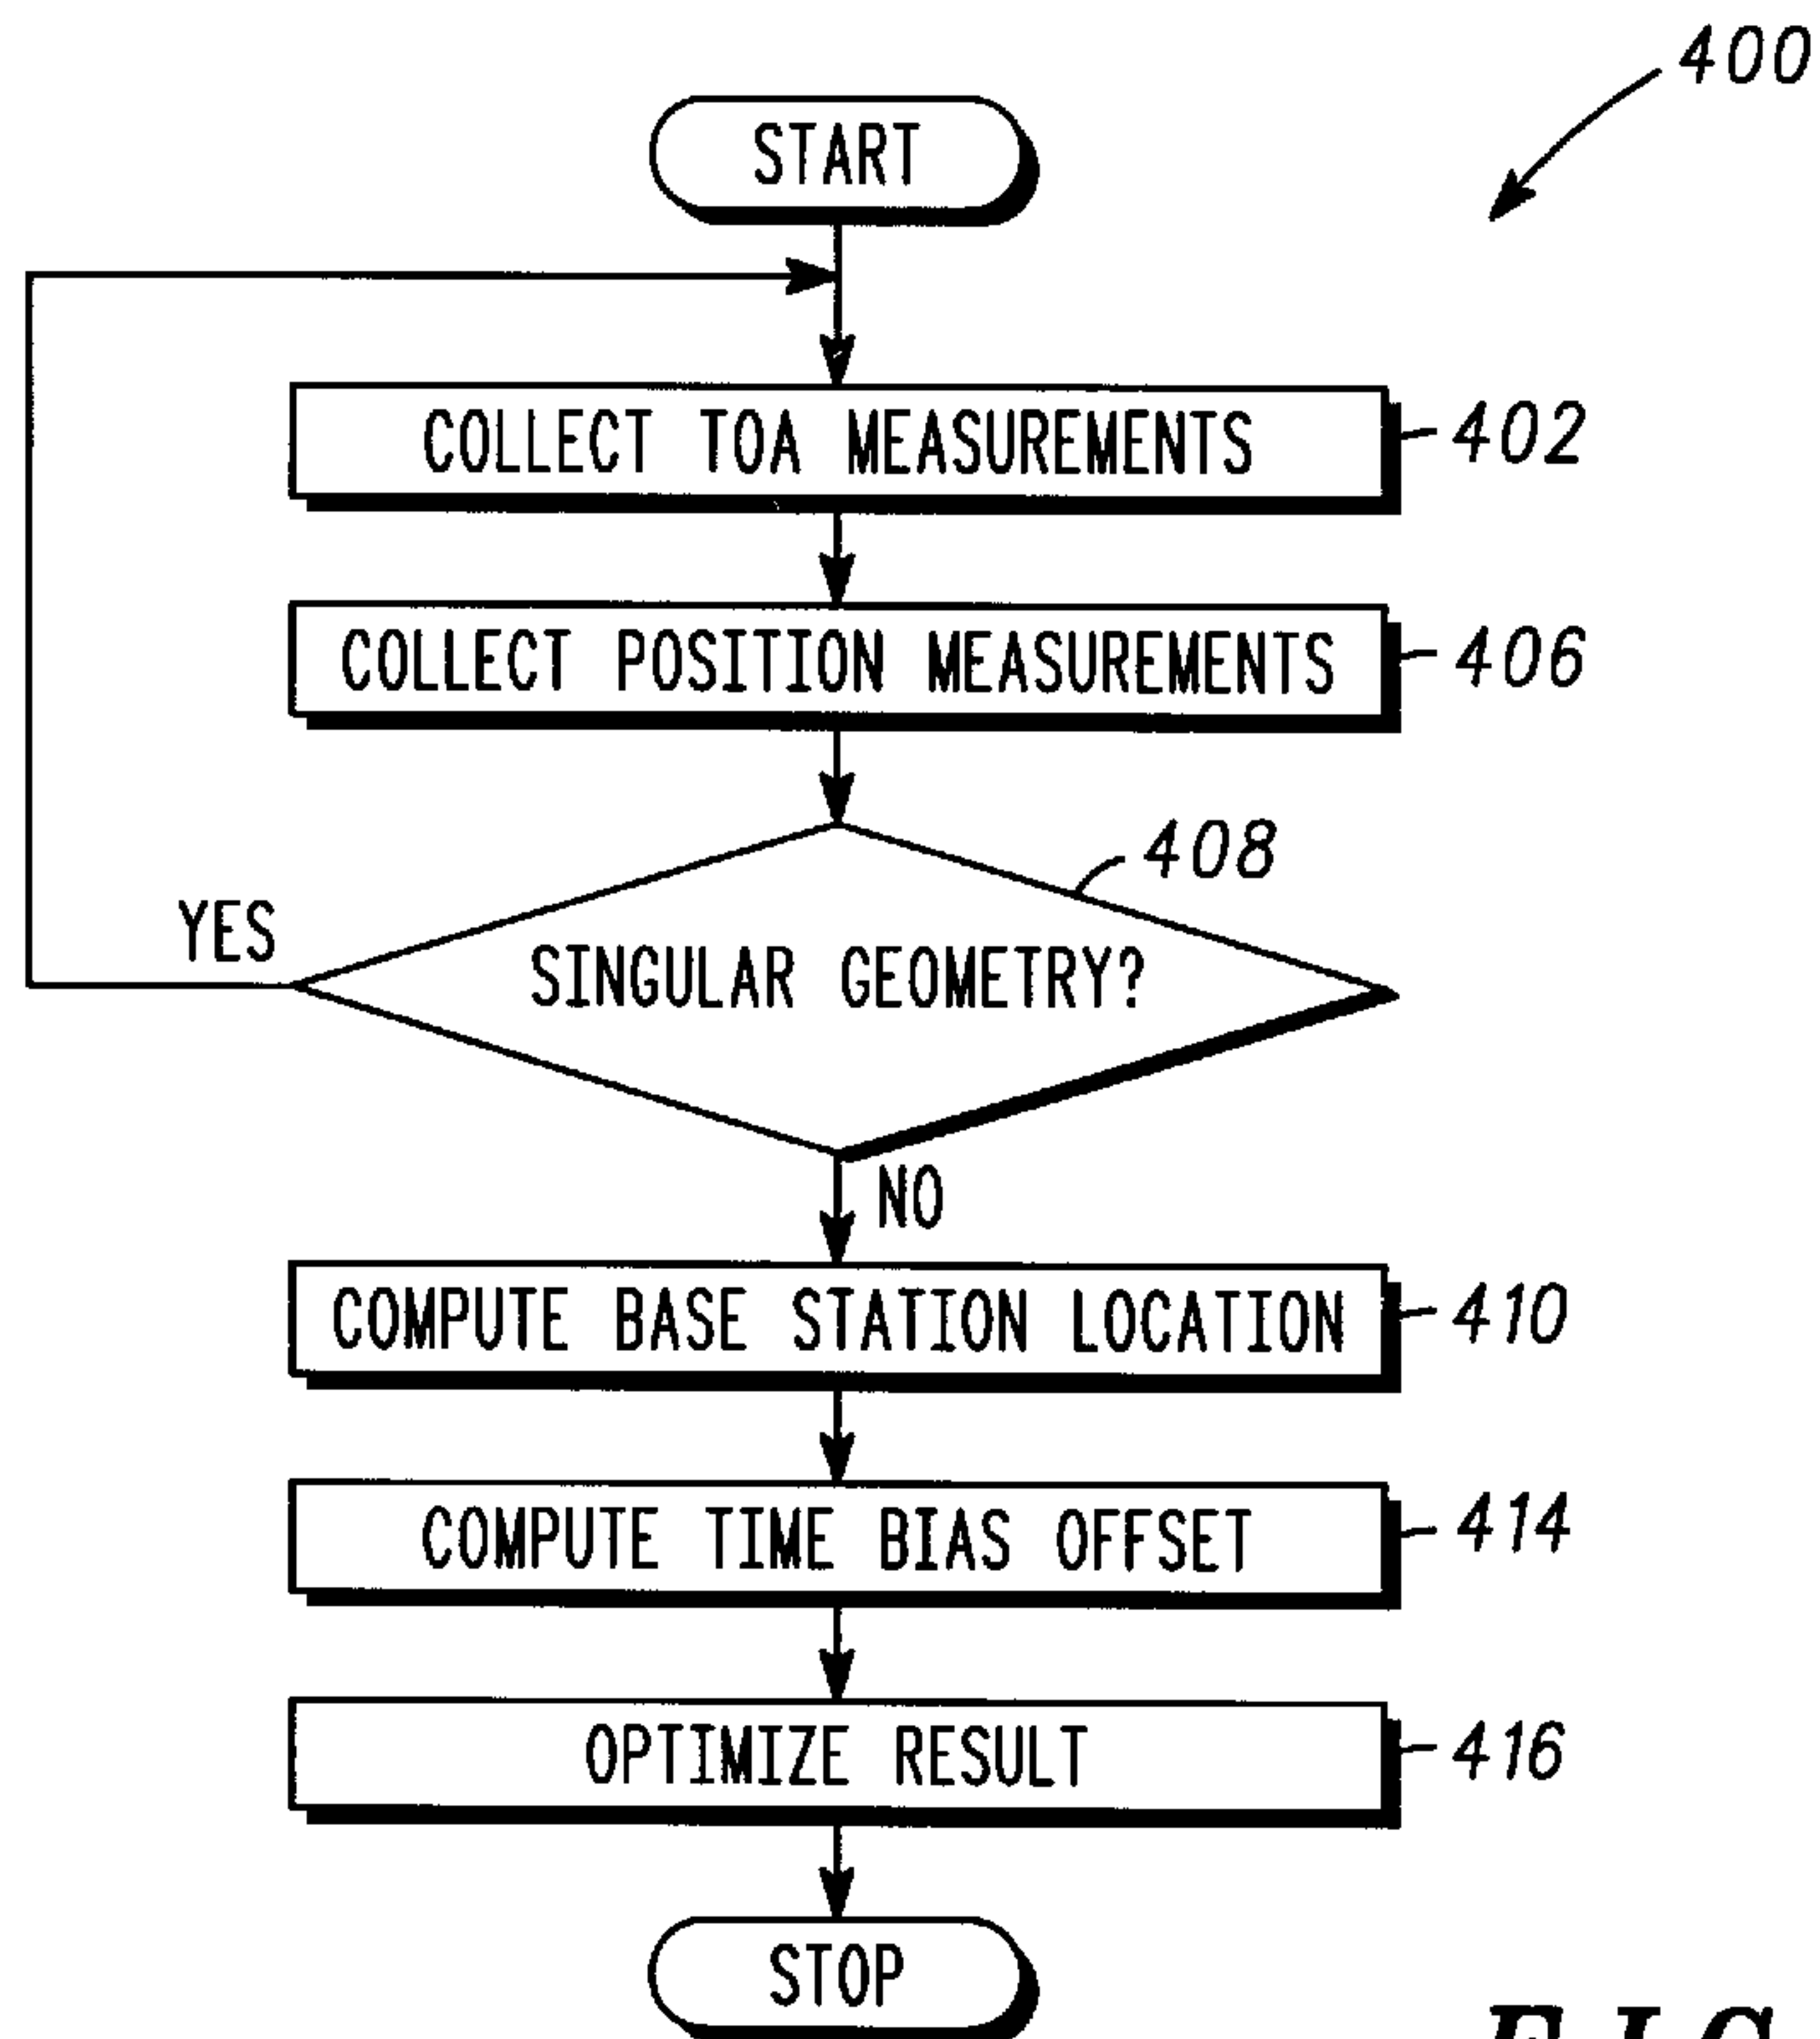 400
START
COLLECT TOA MEASUREMENTS
402
COLLECT POSITION MEASUREMENTS
406
408
YES
SINGULAR GEOMETRY?
NO
COMPUTE BASE STATION LOCATION
410
COMPUTE TIME BIAS OFFSET
414
OPTIMIZE RESULT
416
STOP